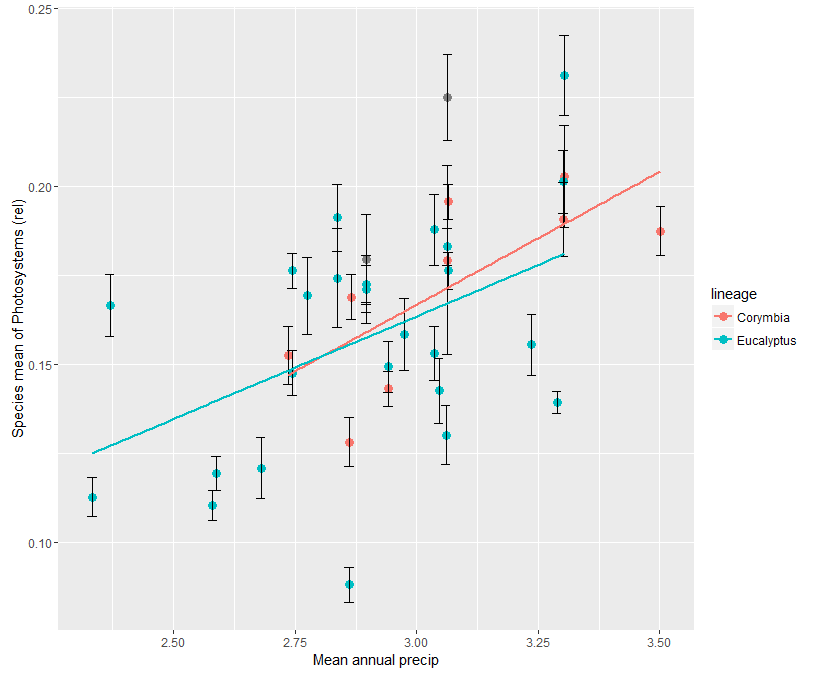 0.25
0.20
0.15
0.10
Species mean of Photosystems (rel)
2.50 2.75 3.00 3.25 3.50
Mean annual precip
lineage
Corymbia
Eucalyptus